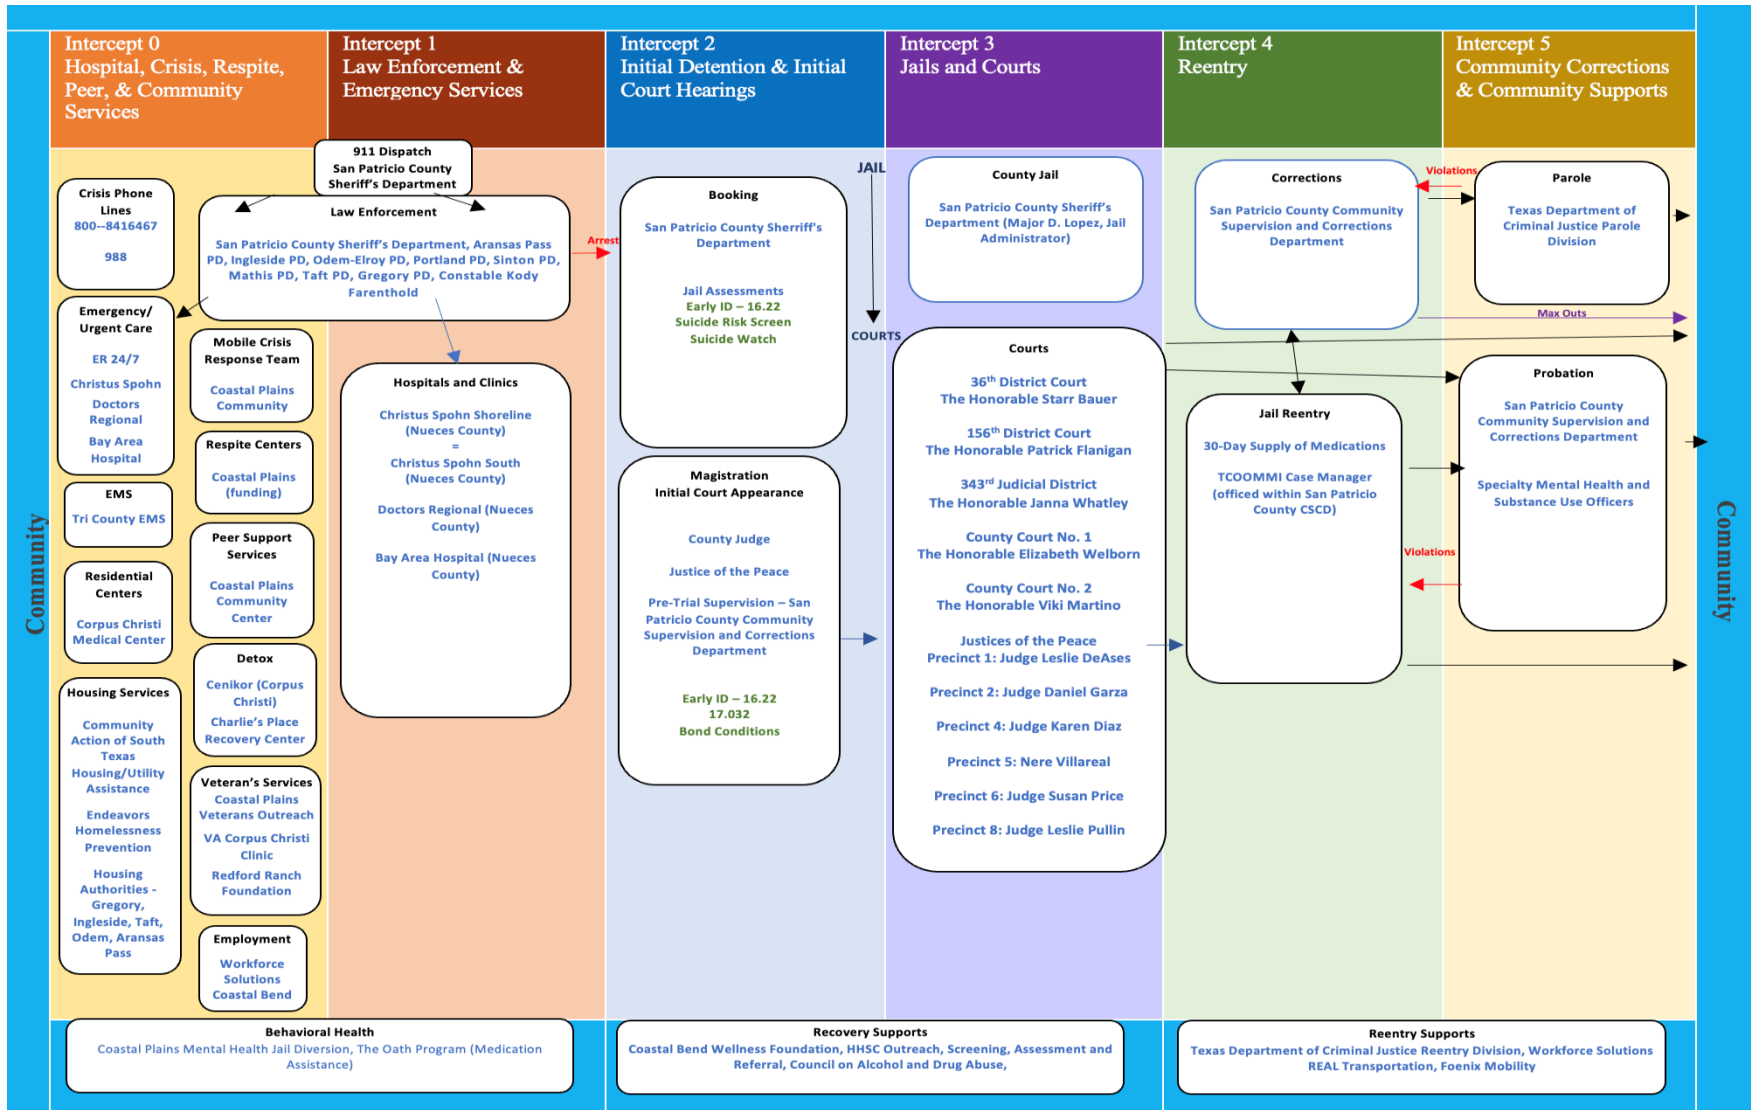 Intercept 0
Hospital, Crisis, Respite,
Peer, & Community
Services
Intercept 1
Law Enforcement &
Emergency Services
Intercept 2
Initial Detention & Initial
Court Hearings
Intercept 3
Jails and Courts
Intercept 4
Reentry
Intercept 5
Community Corrections
& Community Supports
Community
Crisis Phone
Lines
800--8416467
988
Emergency/
Urgent Care
ER 24/7
Christus Spohn
Doctors
Regional
Bay Area
Hospital
EMS
Tri County EMS
Residential
Centers
Corpus Christi
Medical Center
Housing Services
Community
Action of South
Texas
Housing/Utility
Assistance
Endeavors
Homelessness
Prevention
Housing
Authorities -
Gregory,
Ingleside, Taft,
Odem, Aransas
Pass
911 Dispatch
San Patricio County
Sheriff's Department
Law Enforcement
San Patricio County Sheriff's Department, Aransas Pass
PD, Ingleside PD, Odem-Elroy PD, Portland PD, Sinton PD,
Mathis PD, Taft PD, Gregory PD, Constable Kody
Farenthold
Mobile Crisis
Response Team
Coastal Plains
Community
Respite Centers
Coastal Plains
(funding)
Peer Support
Services
Coastal Plains
Community
Center
Detox
Cenikor (Corpus
Christi)
Charlie's Place
Recovery Center
Veteran's Services
Coastal Plains
Veterans Outreach
VA Corpus Christi
Clinic
Redford Ranch
Foundation
Employment
Workforce
Solutions
Coastal Bend
Hospitals and Clinics
Christus Spohn Shoreline
(Nueces County)
=
Christus Spohn South
(Nueces County)
Doctors Regional (Nueces
County)
Bay Area Hospital (Nueces
County)
Arrest
Booking
San Patricio County Sherriff's
Department
Jail Assessments
Early ID – 16.22
Suicide Risk Screen
Suicide Watch
Magistration
Initial Court Appearance
County Judge
Justice of the Peace
Pre-Trial Supervision – San
Patricio County Community
Supervision and Corrections
Department
Early ID – 16.22
17.032
Bond Conditions
JAIL
COURTS
County Jail
San Patricio County Sheriff's
Department (Major D. Lopez, Jail
Administrator)
Courts
36th District Court
The Honorable Starr Bauer
156th District Court
The Honorable Patrick Flanigan
343rd Judicial District
The Honorable Janna Whatley
County Court No. 1
The Honorable Elizabeth Welborn
County Court No. 2
The Honorable Viki Martino
Justices of the Peace
Precinct 1: Judge Leslie DeAses
Precinct 2: Judge Daniel Garza
Precinct 4: Judge Karen Diaz
Precinct 5: Nere Villareal
Precinct 6: Judge Susan Price
Precinct 8: Judge Leslie Pullin
Corrections
San Patricio County Community
Supervision and Corrections
Department
Jail Reentry
30-Day Supply of Medications
TCOOMMI Case Manager
(officed within San Patricio
County CSCD)
Violations
Parole
Texas Department of
Criminal Justice Parole
Division
Max Outs
Probation
San Patricio County
Community Supervision and
Corrections Department
Specialty Mental Health and
Substance Use Officers
Violations
Community
Behavioral Health
Coastal Plains Mental Health Jail Diversion, The Oath Program (Medication
Assistance)
Recovery Supports
Coastal Bend Wellness Foundation, HHSC Outreach, Screening, Assessment and
Referral, Council on Alcohol and Drug Abuse,
Reentry Supports
Texas Department of Criminal Justice Reentry Division, Workforce Solutions
REAL Transportation, Foenix Mobility